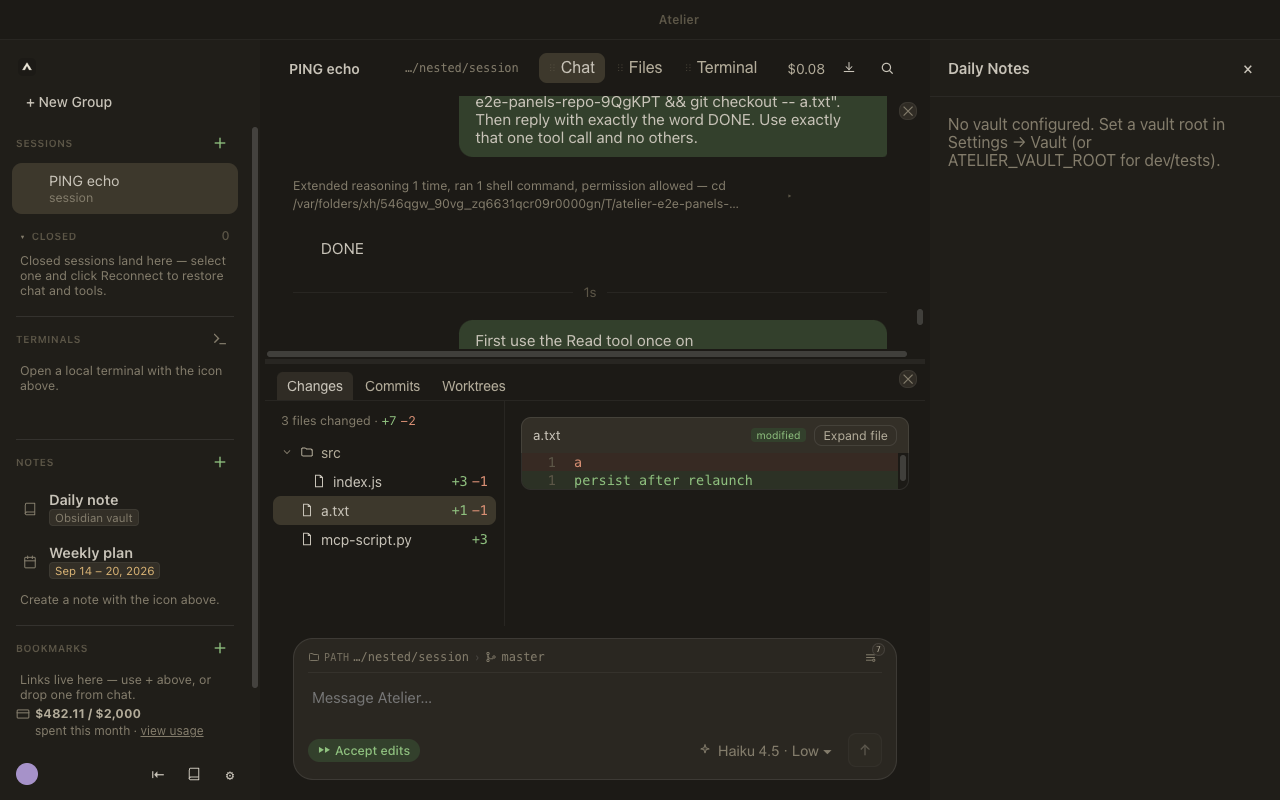 Atelier
+ New Group
SESSIONS
PING echo
session
CLOSED 0
Closed sessions land here — select
one and click Reconnect to restore
chat and tools.
TERMINALS
Open a local terminal with the icon
above.
NOTES
Daily note
Obsidian vault
Weekly plan
Sep 14 – 20, 2026
Create a note with the icon above.
BOOKMARKS
Links live here — use + above, or
drop one from chat.
$482.11 / $2,000
spent this month · view usage
PING echo
…/nested/session
Chat
Files
Terminal
$0.08
e2e-panels-repo-9QgKPT && git checkout -- a.txt".
Then reply with exactly the word DONE. Use exactly
that one tool call and no others.
Extended reasoning 1 time, ran 1 shell command, permission allowed — cd
/var/folders/xh/546qgw_90vg_zq6631qcr09r0000gn/T/atelier-e2e-panels-…
DONE
1s
First use the Read tool once on
Changes
Commits
Worktrees
3 files changed · +7 −2
src
index.js +3 −1
a.txt +1 −1
mcp-script.py +3
a.txt
modified
Expand file
1 a
1 persist after relaunch
PATH …/nested/session · master
7
Message Atelier...
Accept edits
Haiku 4.5 · Low
Daily Notes
No vault configured. Set a vault root in
Settings → Vault (or
ATELIER_VAULT_ROOT for dev/tests).